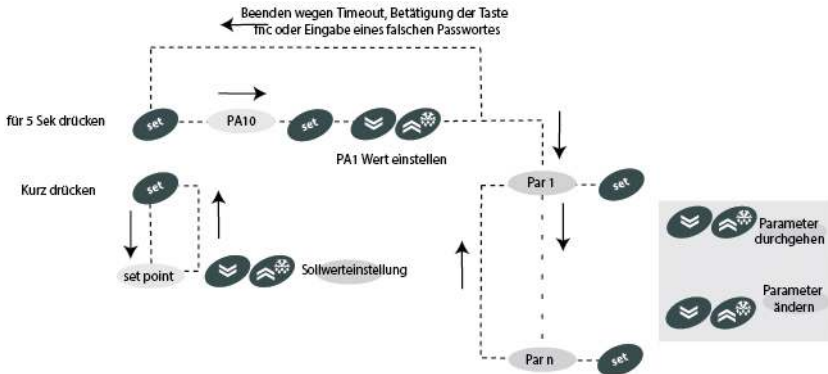 Beenden wegen Timeout, Betätigung der Taste
fnc oder Eingabe eines falschen Passwortes
für 5 Sek drücken
set
PA10
set
PA1 Wert einstellen
Kurz drücken
set
set point
Sollwerteinstellung
Par 1
set
Parameter
durchgehen
Parameter
ändern
Par n
set